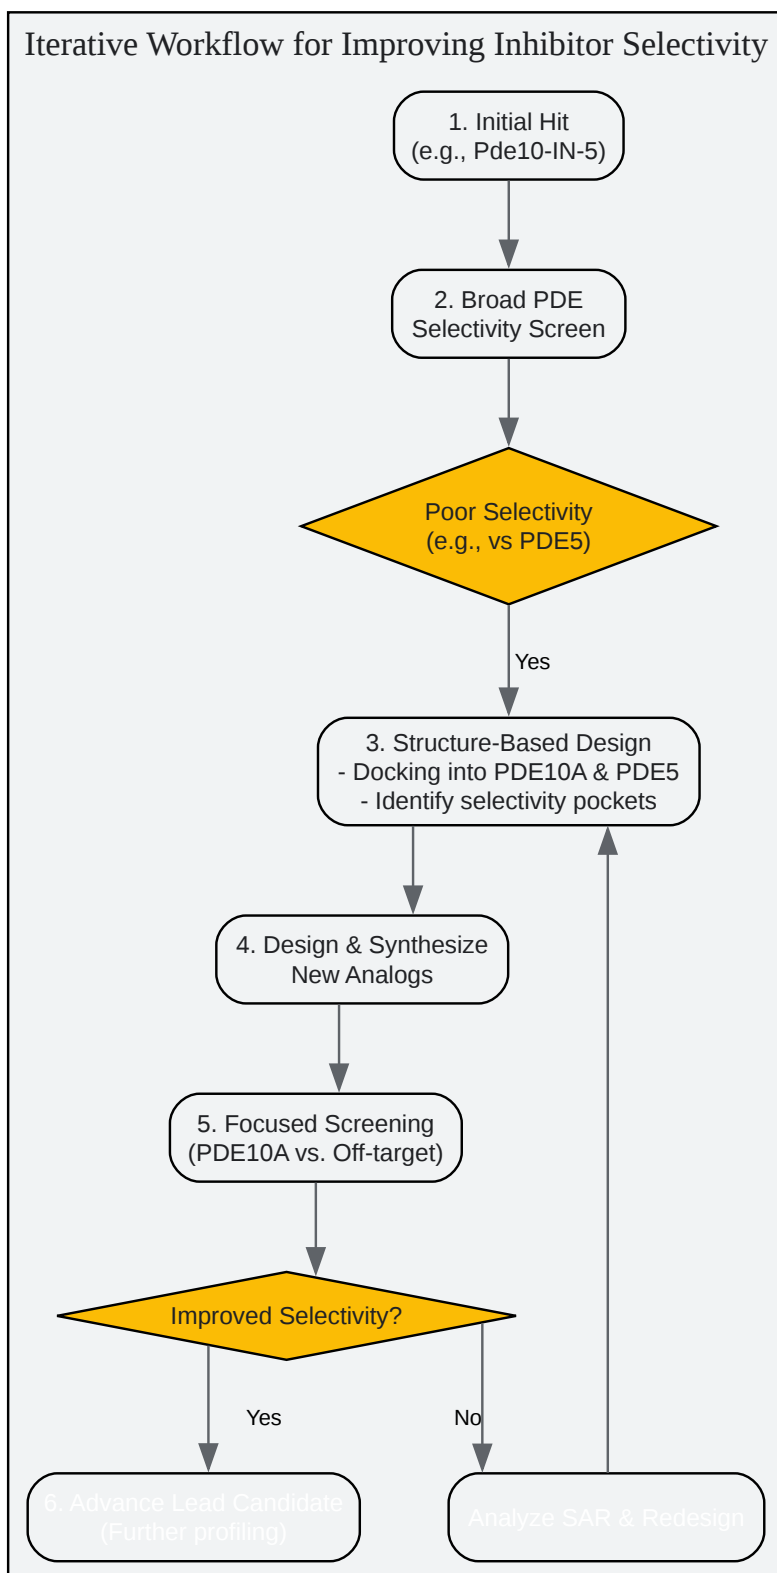 Iterative Workflow for Improving Inhibitor Selectivity
1. Initial Hit
(e.g., Pde10-IN-5)
2. Broad PDE
Selectivity Screen
Poor Selectivity
(e.g., vs PDE5)
Yes
3. Structure-Based Design
- Docking into PDE10A & PDE5
- Identify selectivity pockets
4. Design & Synthesize
New Analogs
5. Focused Screening
(PDE10A vs. Off-target)
Improved Selectivity?
Yes
No
6. Advance Lead Candidate
(Further profiling)
Analyze SAR & Redesign